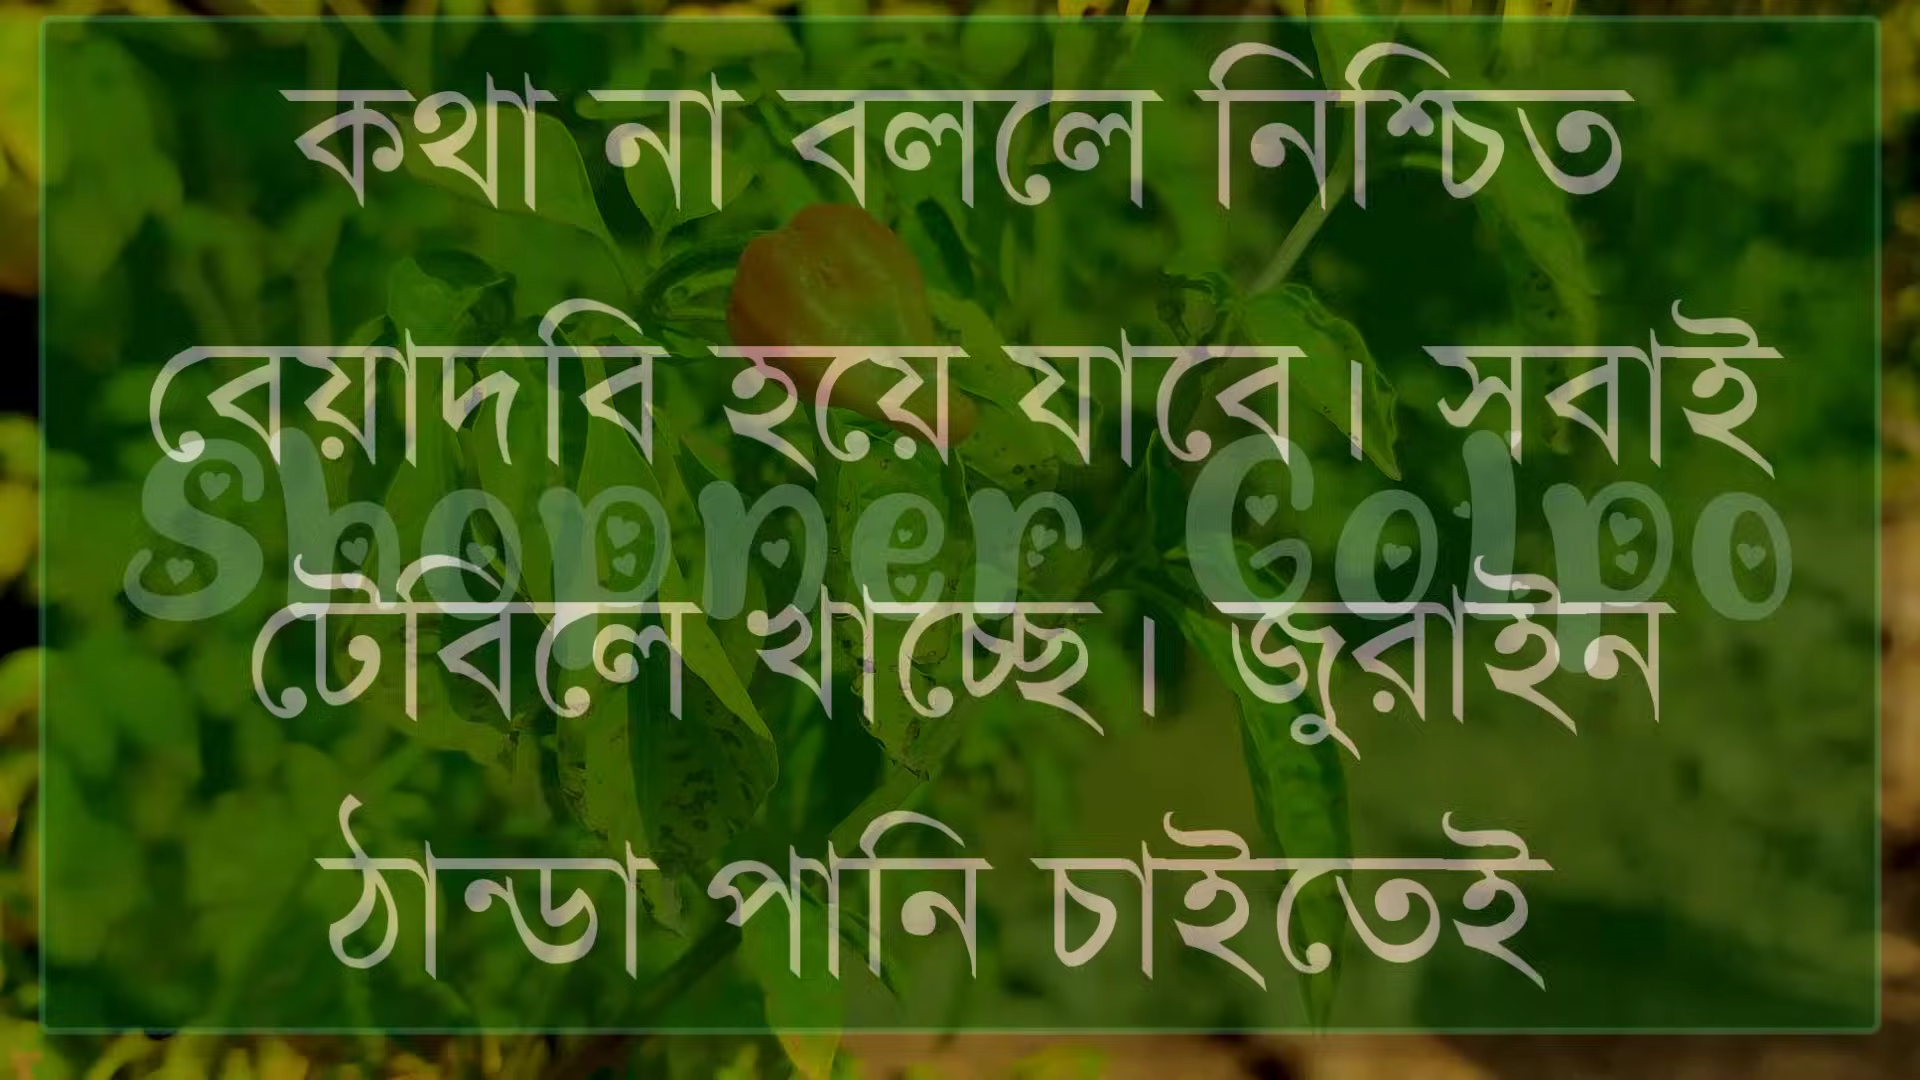 কথা না বললে নিশ্চিত
বেয়াদবি হয়ে যাবে। সবাই
Shopner Golpo
টেবিলে খাচ্ছে। জুরাইন
ঠান্ডা পানি চাইতেই